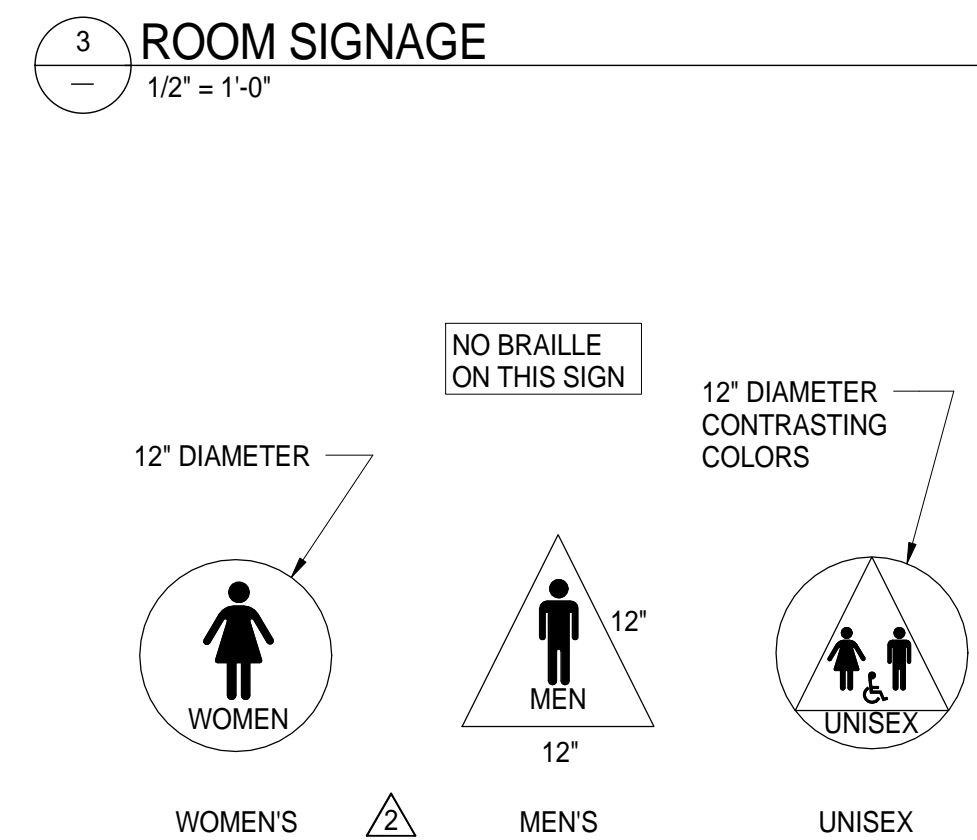 3
ROOM SIGNAGE
—
1/2" = 1'-0"
NO BRAILLE
ON THIS SIGN
12" DIAMETER
CONTRASTING
COLORS
12" DIAMETER
12"
WOMEN
MEN
UNISEX
12"
WOMEN'S
2
MEN'S
UNISEX